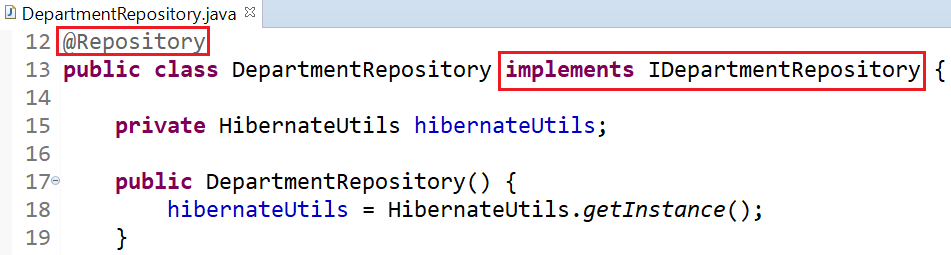 DepartmentRepository.java
12 @Repository
13 public class DepartmentRepository implements IDepartmentRepository {
14
15 private HibernateUtils hibernateUtils;
16
17 public DepartmentRepository() {
18 hibernateUtils = HibernateUtils.getInstance();
19 }